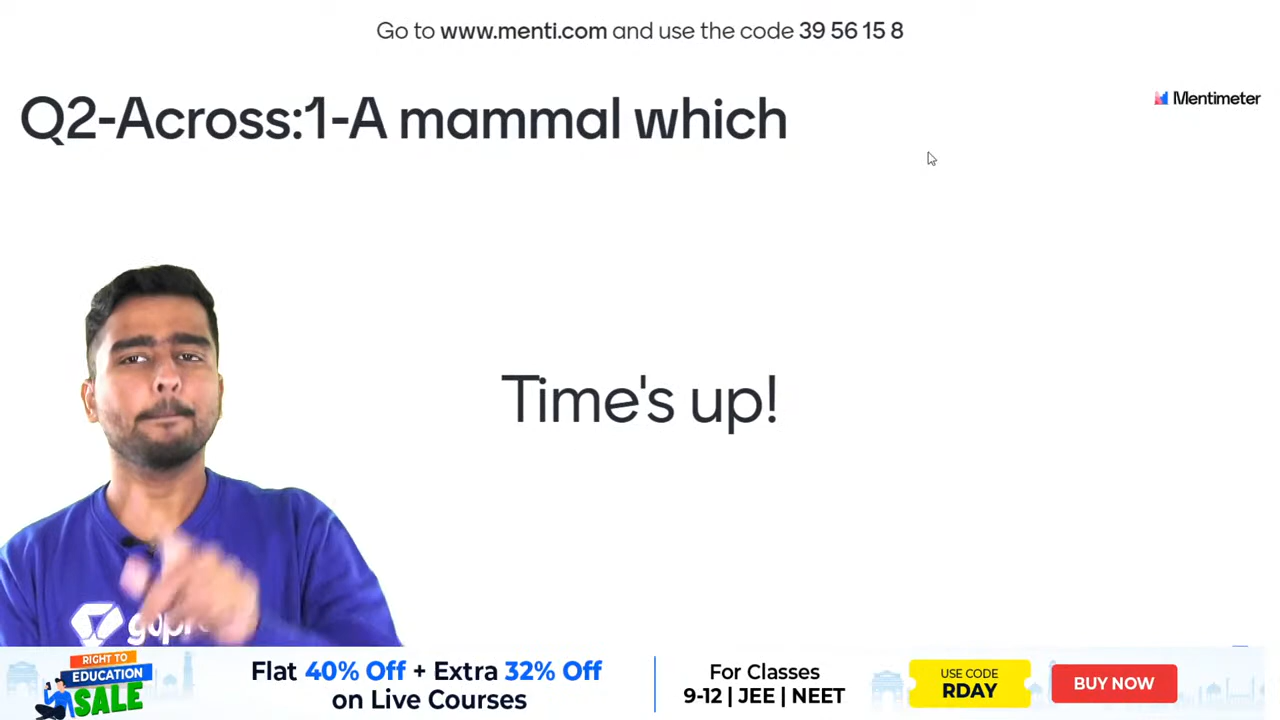 Go to www.menti.com and use the code 39 56 15 8
Q2-Across:1-A mammal which
Mentimeter
Time's up!
RIGHT TO
EDUCATION
SALE
Flat 40% Off + Extra 32% Off
on Live Courses
For Classes
9-12 | JEE | NEET
USE CODE
RDAY
BUY NOW